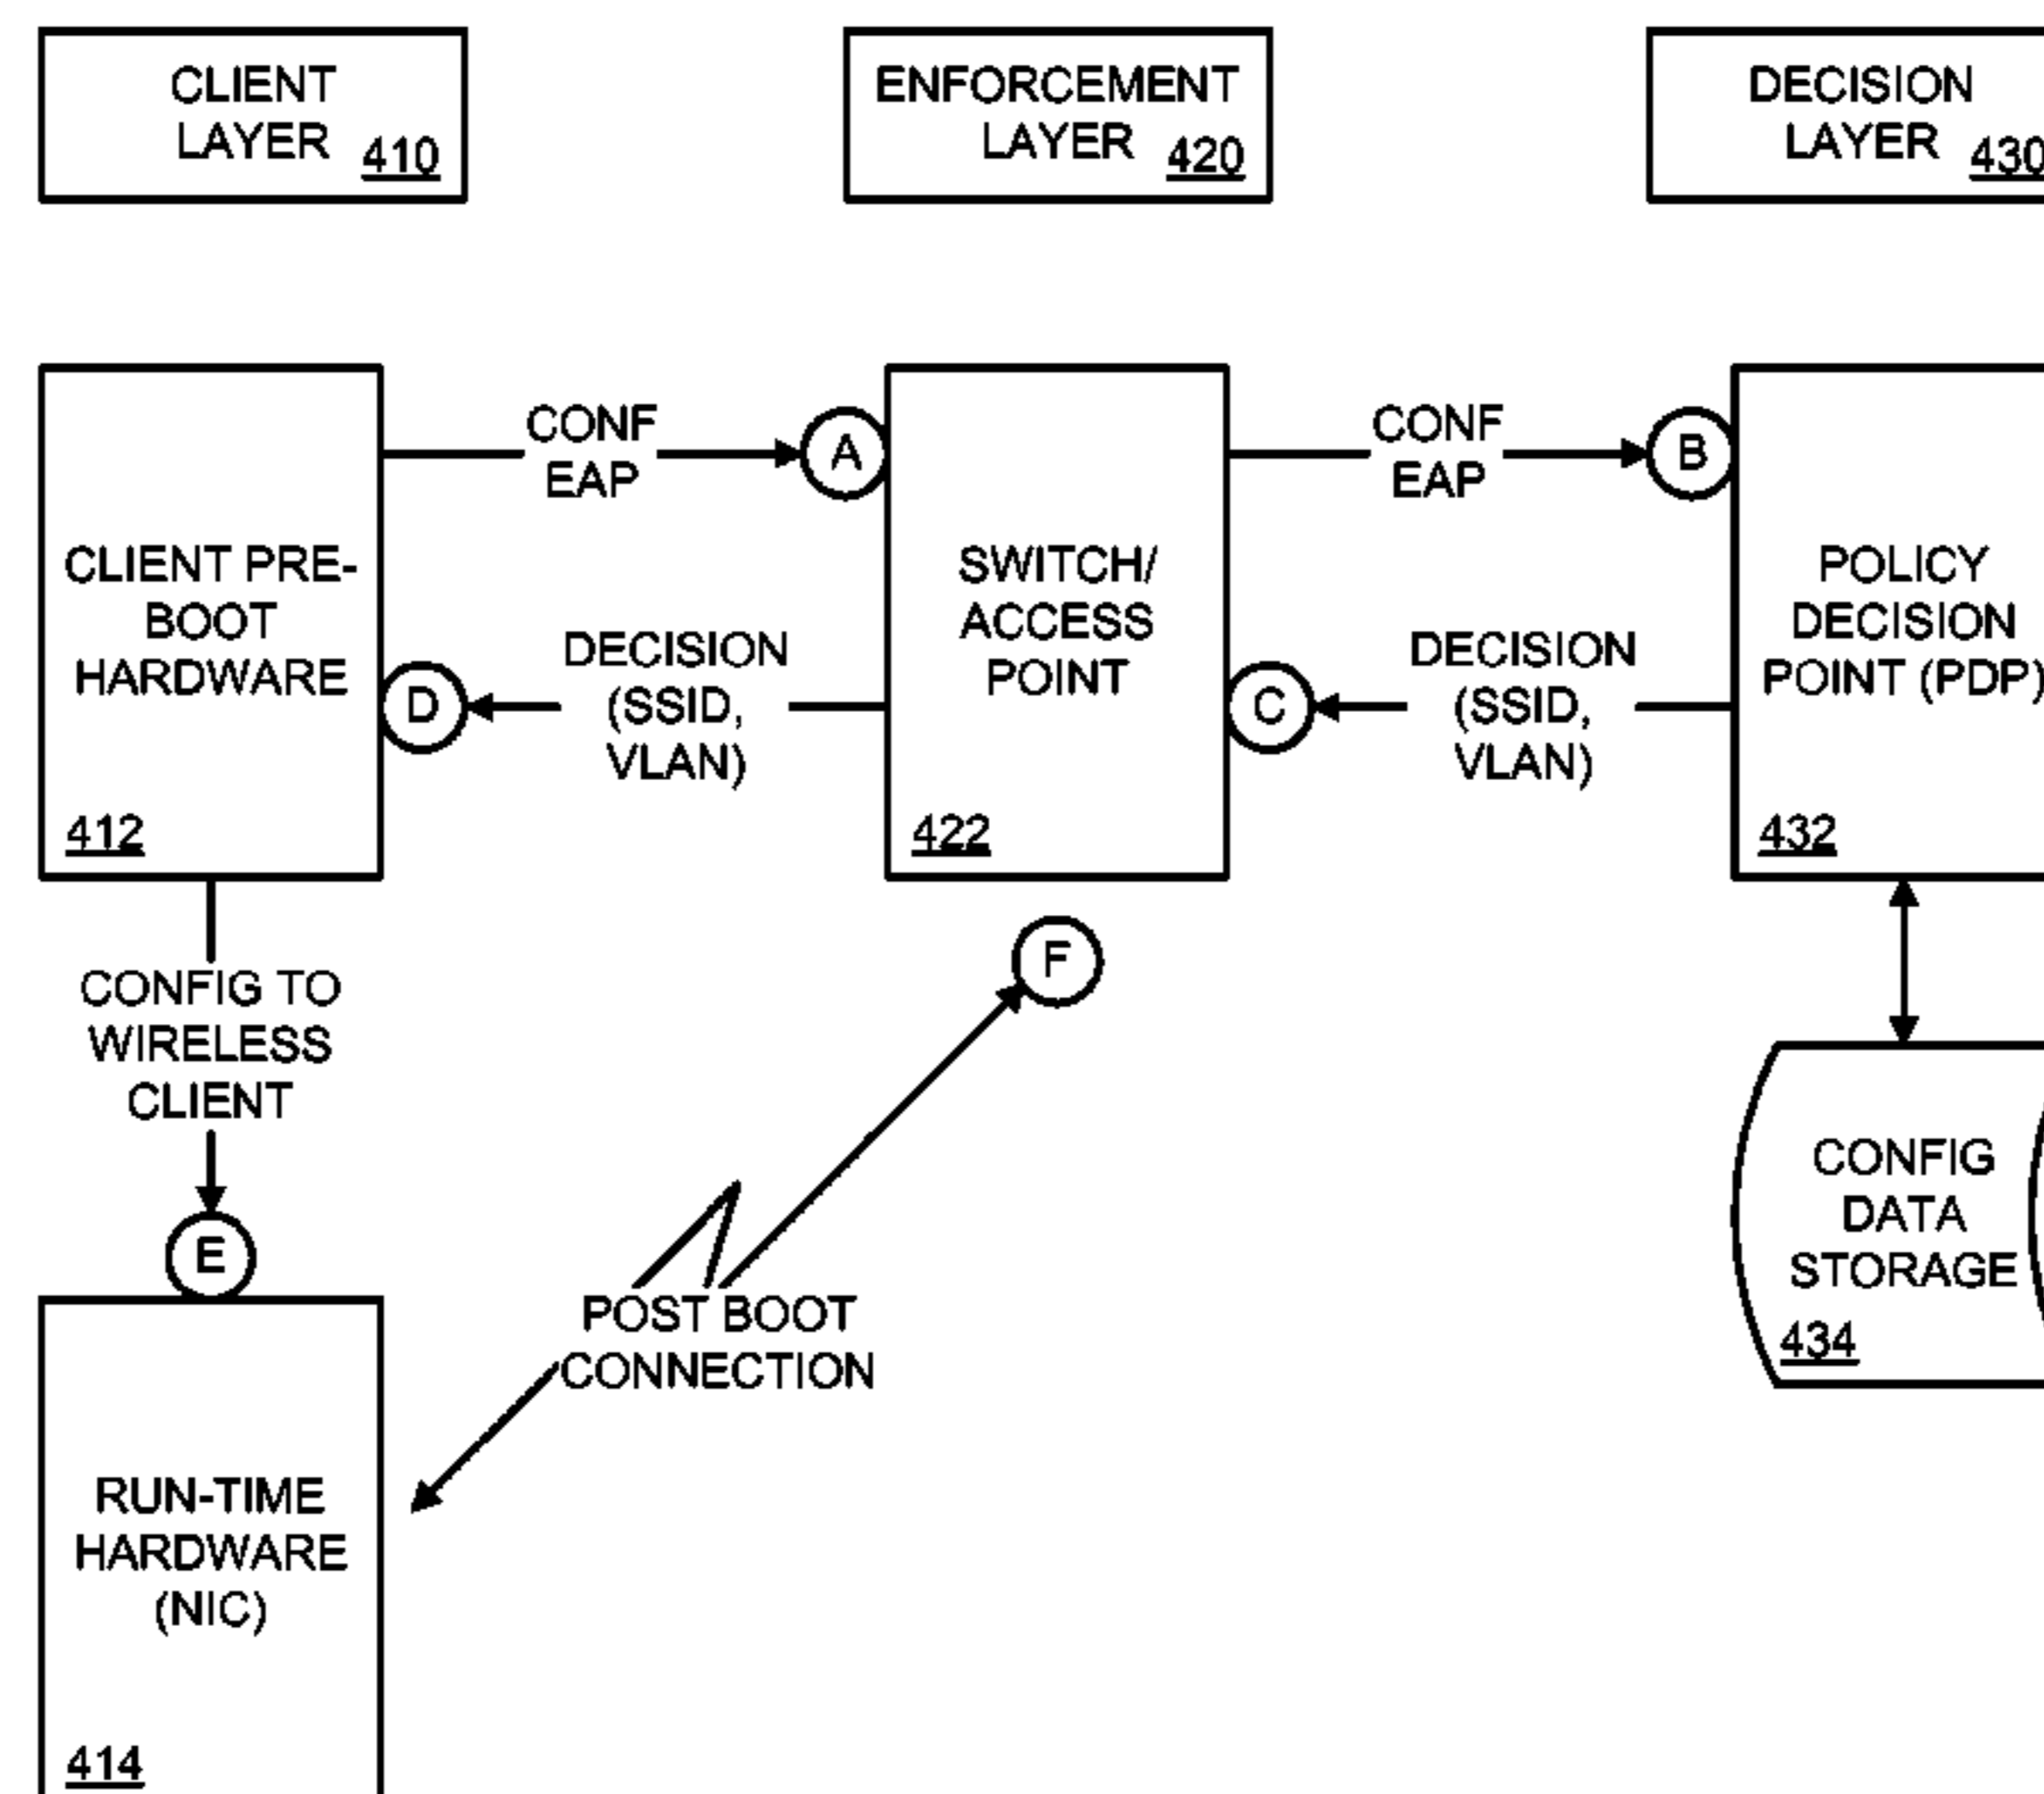 CLIENT
LAYER
410
ENFORCEMENT
LAYER
420
DECISION
LAYER
430
CONF
EAP
A
CONF
EAP
B
CLIENT PRE-
BOOT
HARDWARE
412
SWITCH/
ACCESS
POINT
422
POLICY
DECISION
POINT (PDP)
432
D
DECISION
(SSID,
VLAN)
C
DECISION
(SSID,
VLAN)
F
CONFIG TO
WIRELESS
CLIENT
E
POST BOOT
CONNECTION
CONFIG
DATA
STORAGE
434
RUN-TIME
HARDWARE
(NIC)
414